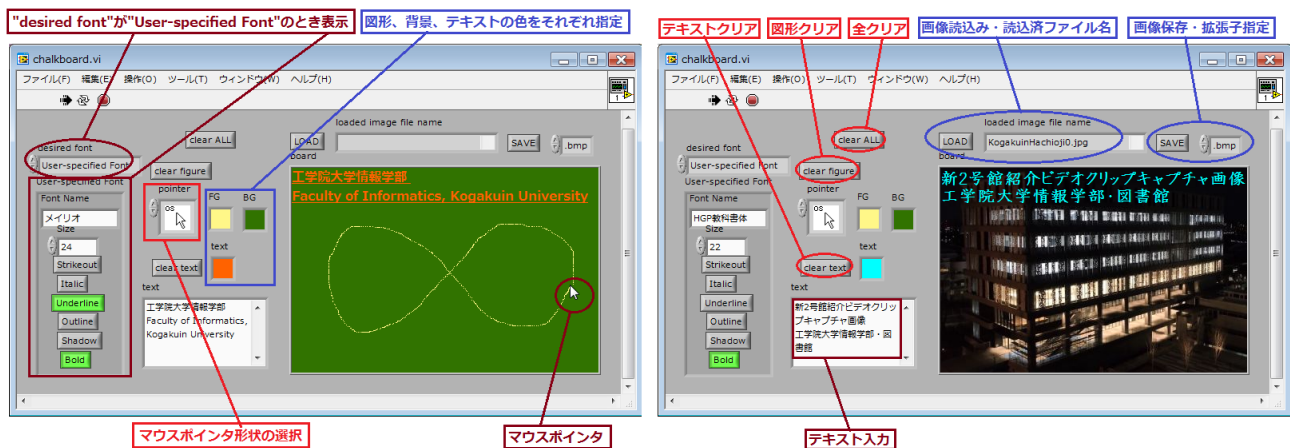 "desired font"が"User-specified Font"のとき表示
図形、背景、テキストの色をそれぞれ指定
chalkboard.vi
ファイル(F) 編集(E) 操作(O) ツール(T) ウィンドウ(W) ヘルプ(H)
1
loaded image file name
clear ALL
LOAD
SAVE
.bmp
desired font
User-specified Font
board
clear figure
User-specified Font
Font Name
メイリオ
Size
24
Strikeout
Italic
Underline
Outline
Shadow
Bold
pointer
os
FG
BG
text
clear text
text
工学院大学情報学部
Faculty of Informatics,
Kogakuin University
工学院大学情報学部
Faculty of Informatics, Kogakuin University
マウスポインタ形状の選択
マウスポインタ
テキストクリア
図形クリア
全クリア
画像読込み・読込済ファイル名
画像保存・拡張子指定
chalkboard.vi
ファイル(F) 編集(E) 操作(O) ツール(T) ウィンドウ(W) ヘルプ(H)
1
loaded image file name
clear ALL
LOAD
KogakuinHachioji0.jpg
SAVE
.bmp
desired font
User-specified Font
board
clear figure
User-specified Font
Font Name
HGP教科書体
Size
22
Strikeout
Italic
Underline
Outline
Shadow
Bold
pointer
os
FG
BG
text
clear text
text
新2号館紹介ビデオクリッ
プキャプチャ画像
工学院大学情報学部・図
書館
新2号館紹介ビデオクリップキャプチャ画像
工学院大学情報学部・図書館
テキスト入力